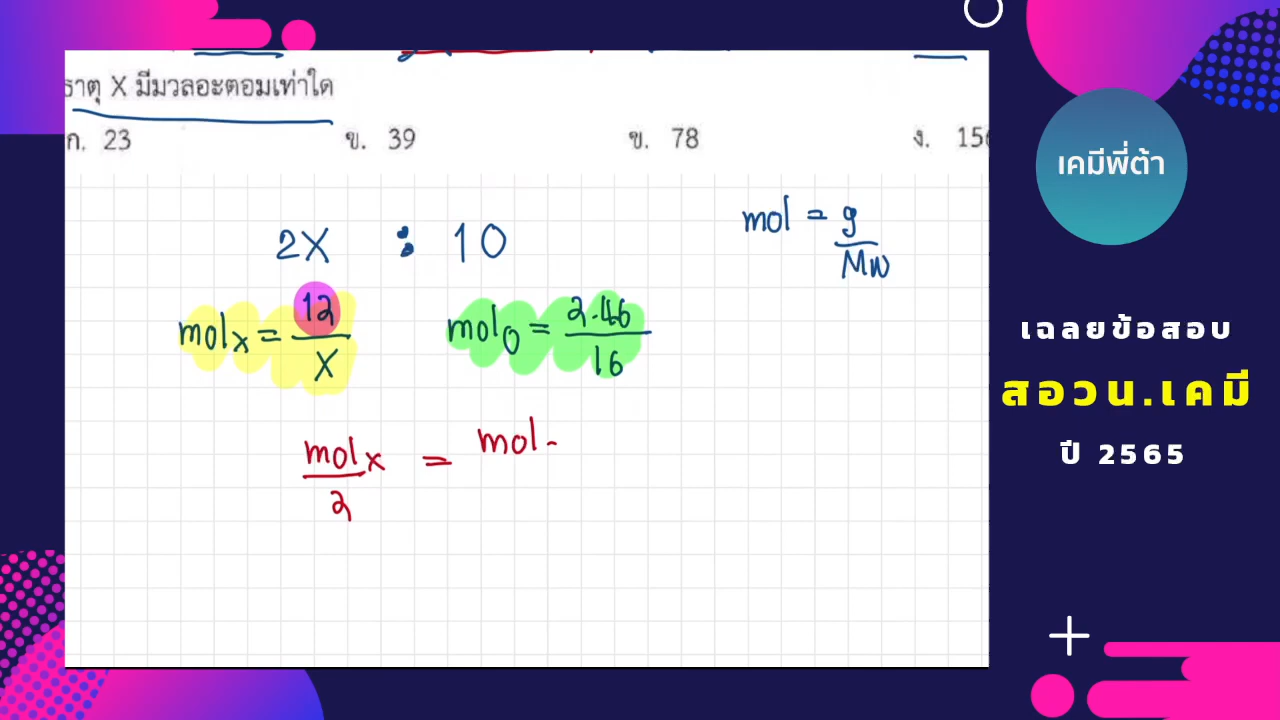 ธาตุ X มีมวลอะตอมเท่าใด
ก. 23 ข. 39 ข. 78 ง. 156
2X : 1O
mol = g / Mw
molx = 12 / X
molO = 2.46 / 16
molx / 2 = mol
เคมีพี่ต้า
เฉลยข้อสอบ
สอวน.เคมี
ปี 2565